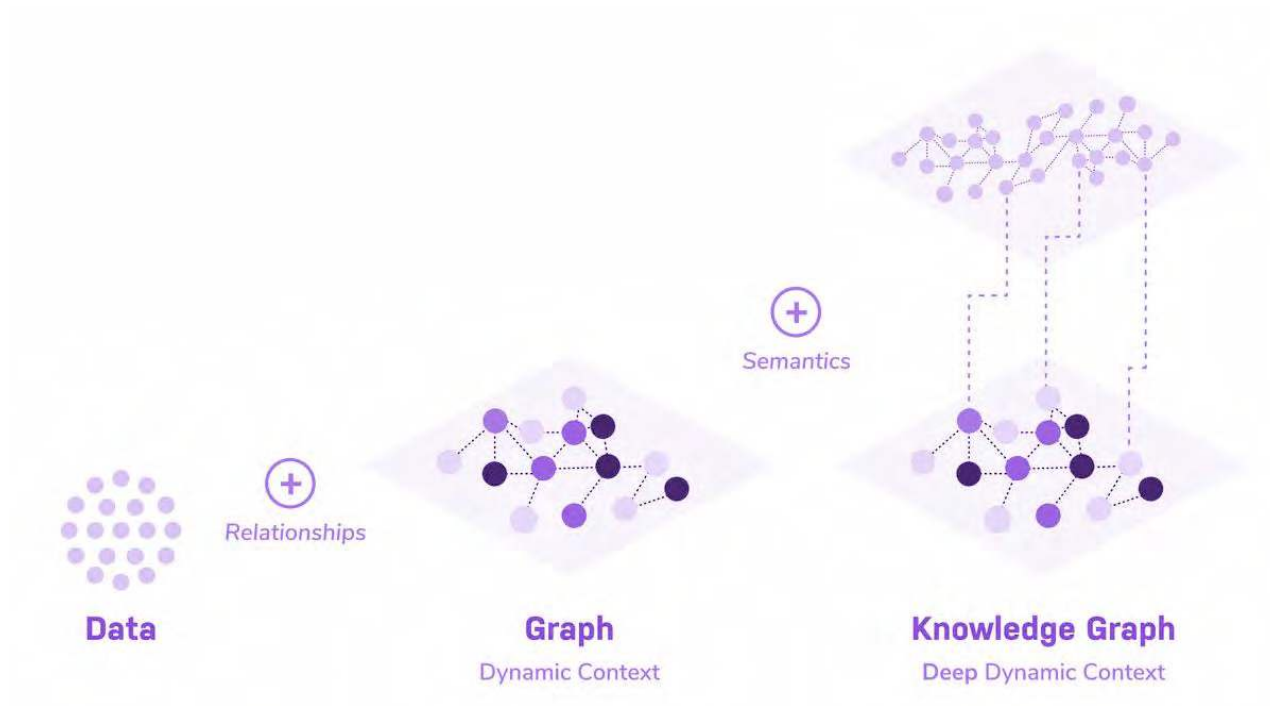 Semantics
Relationships
Data
Graph
Dynamic Context
Knowledge Graph
Deep Dynamic Context